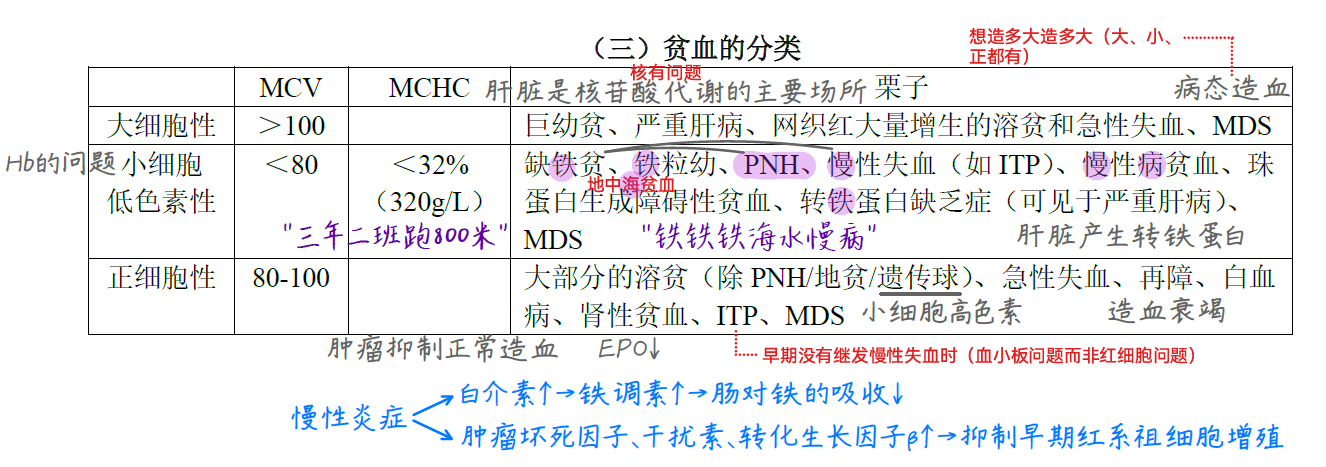 想造多大造多大（大、小、
正都有）
（三）贫血的分类
核有问题
MCV MCHC 肝脏是核苷酸代谢的主要场所 栗子 病态造血
大细胞性 ＞100 巨幼贫、严重肝病、网织红大量增生的溶贫和急性失血、MDS
Hb的问题 小细胞 ＜80 ＜32% 缺铁贫、铁粒幼、PNH、慢性失血（如 ITP）、慢性病贫血、珠
地中海贫血
低色素性 （320g/L） 蛋白生成障碍性贫血、转铁蛋白缺乏症（可见于严重肝病）、
"三年二班跑800米" MDS "铁铁铁海水慢病" 肝脏产生转铁蛋白
正细胞性 80-100 大部分的溶贫（除 PNH/地贫/遗传球）、急性失血、再障、白血
病、肾性贫血、ITP、MDS 小细胞高色素 造血衰竭
肿瘤抑制正常造血 EPO↓ 早期没有继发慢性失血时（血小板问题而非红细胞问题）
白介素↑→铁调素↑→肠对铁的吸收↓
慢性炎症
肿瘤坏死因子、干扰素、转化生长因子β↑→抑制早期红系祖细胞增殖